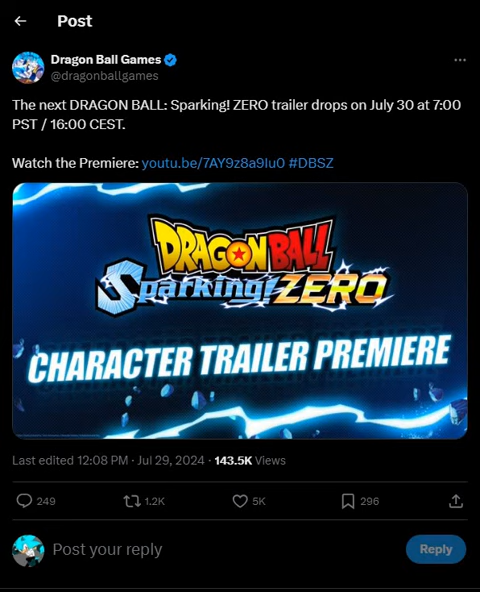 Post
Dragon Ball Games
@dragonballgames
The next DRAGON BALL: Sparking! ZERO trailer drops on July 30 at 7:00
PST / 16:00 CEST.
Watch the Premiere: youtu.be/7AY9z8a9Iu0 #DBSZ
DRAGON BALL
Sparking! ZERO
CHARACTER TRAILER PREMIERE
Last edited 12:08 PM · Jul 29, 2024 · 143.5K Views
249 1.2K 5K 296
Post your reply
Reply